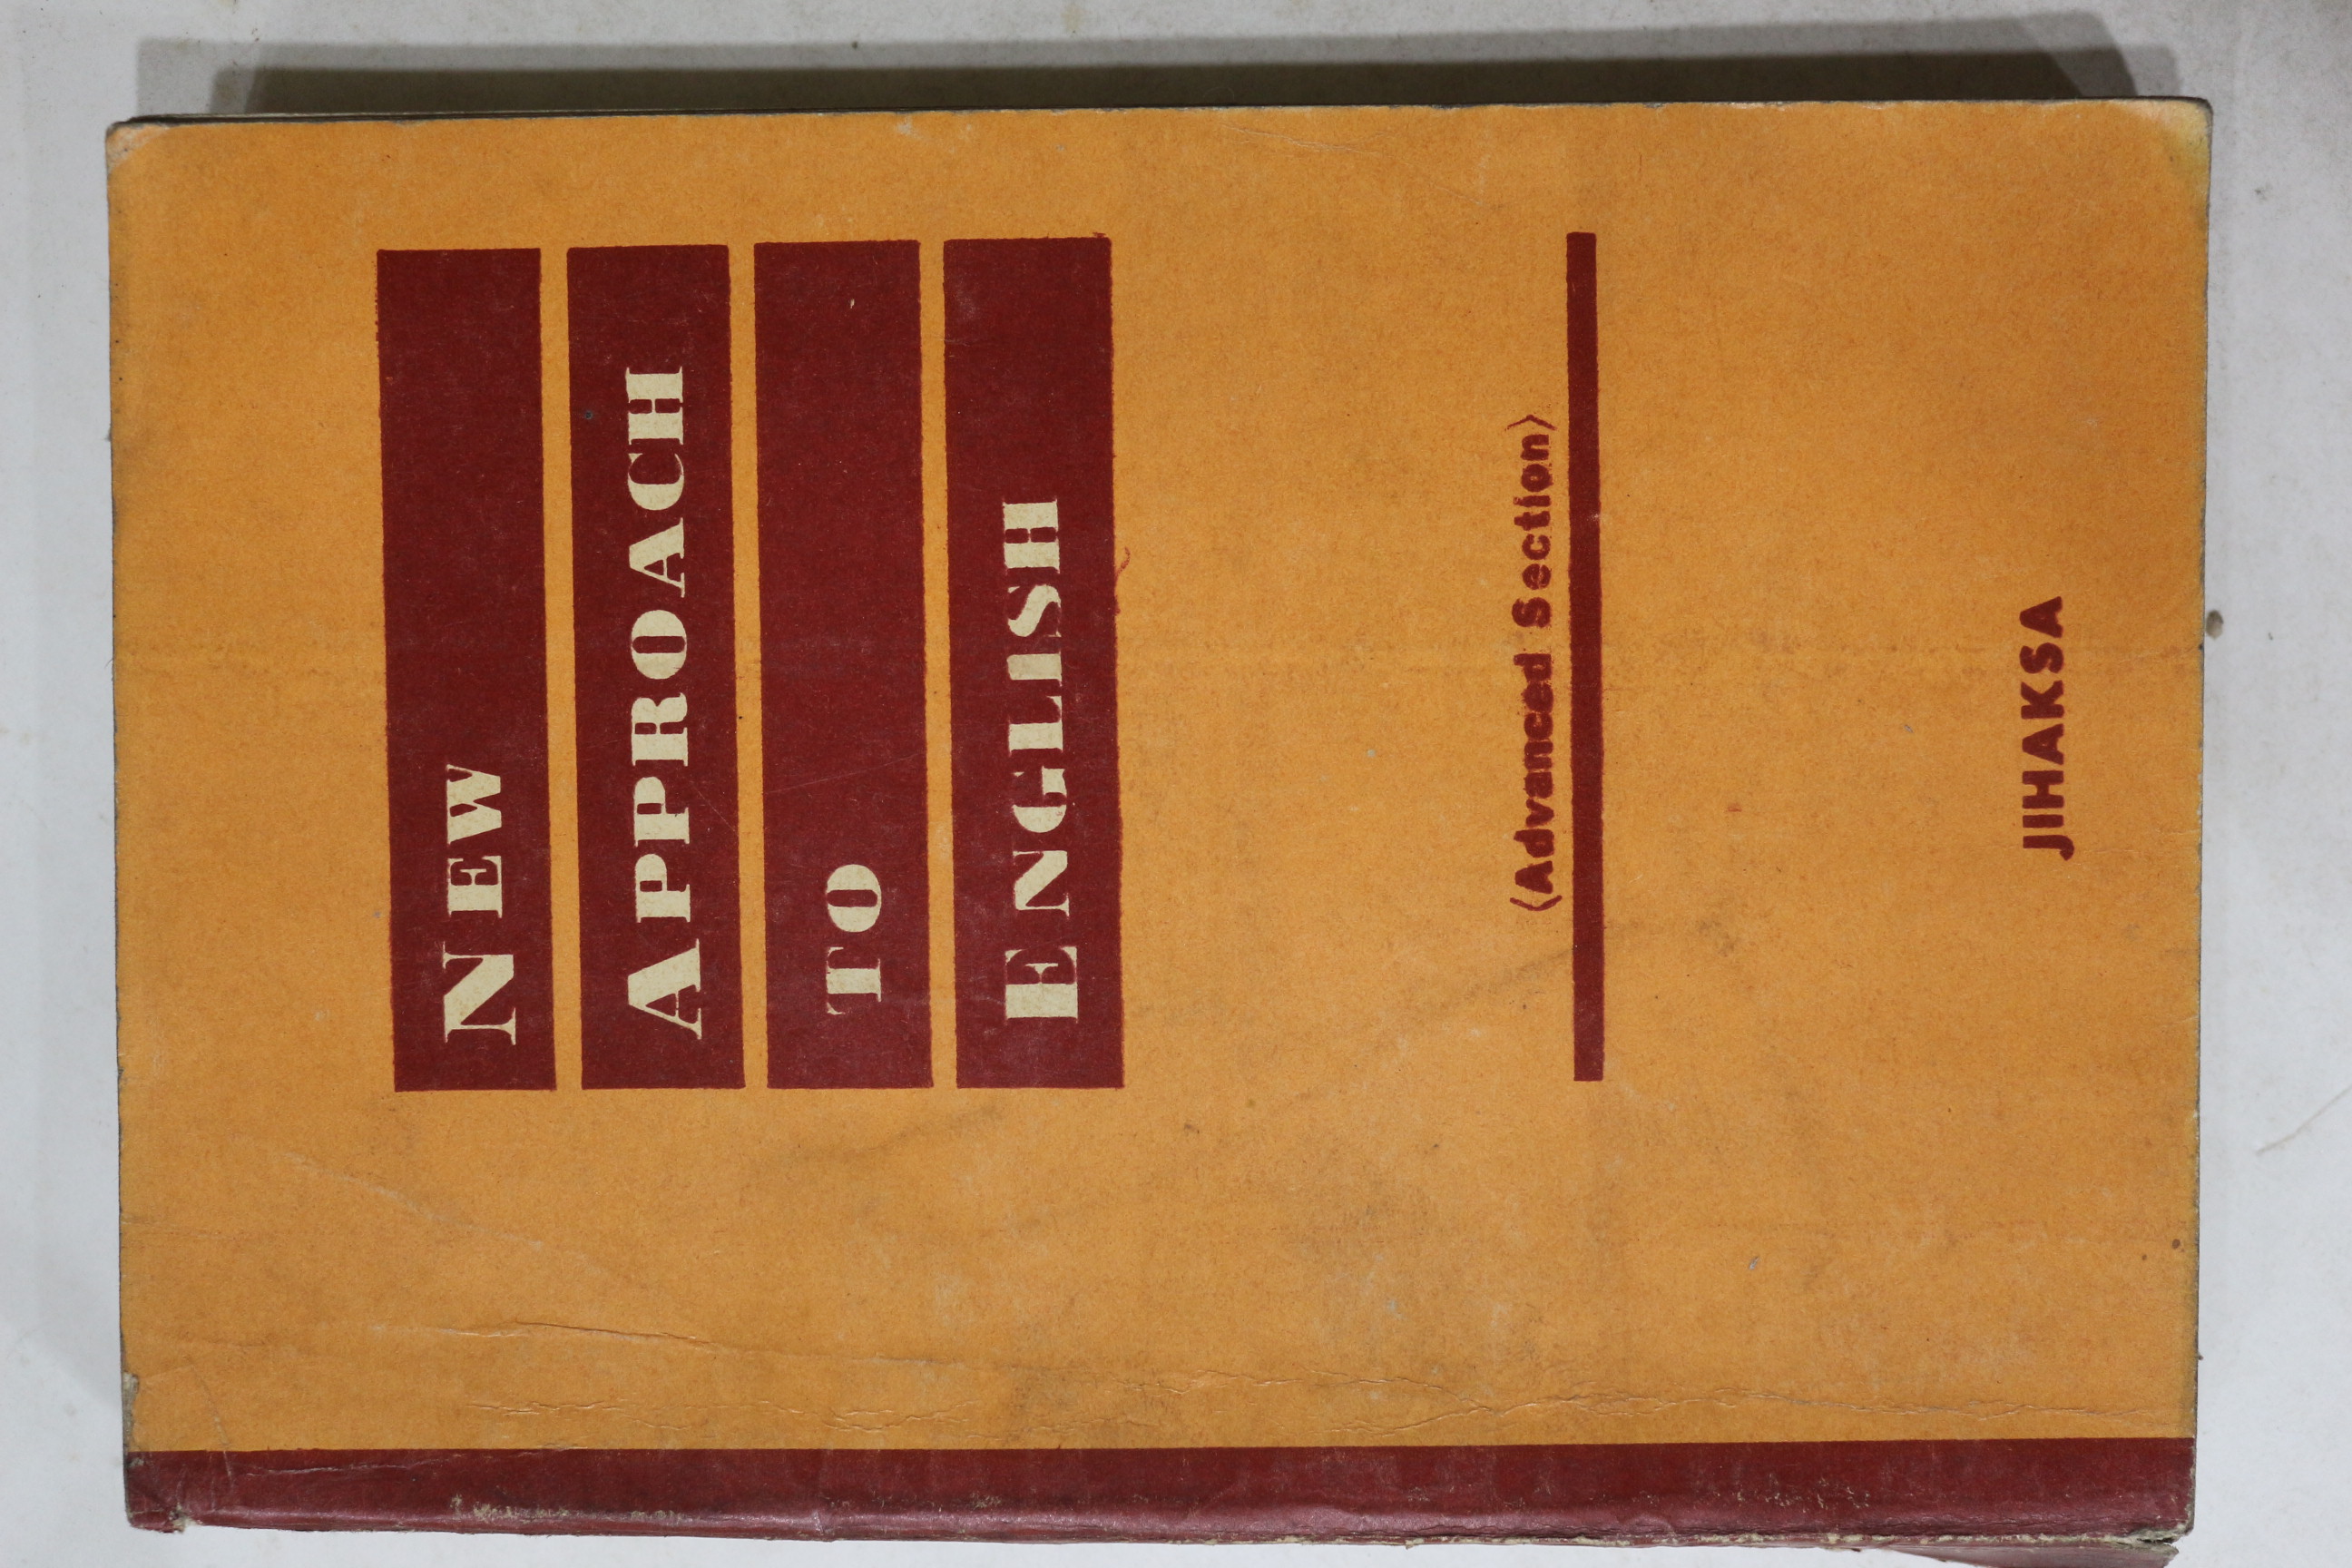 NEW
APPROACH
TO
ENGLISH
(Advanced Section)
JIHAKSA